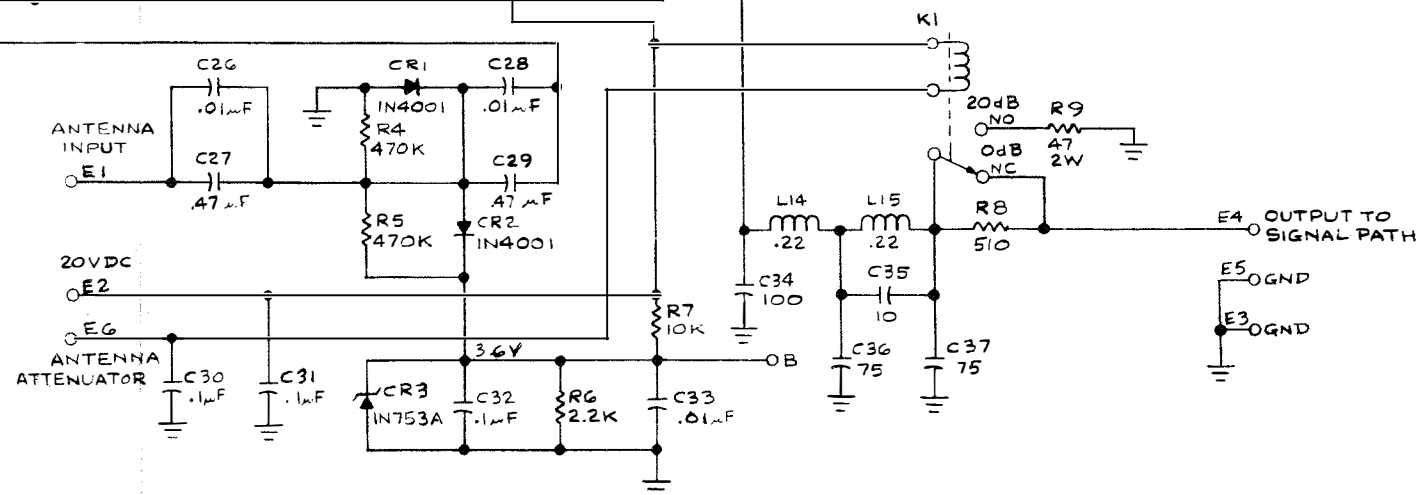 K1
C26
.01µF
CR1
1N4001
C28
.01µF
20dB
NO
R9
47
2W
ANTENNA
INPUT
E1
C27
.47µF
R4
470K
C29
.47µF
0dB
NC
R5
470K
CR2
1N4001
L14
.22
L15
.22
R8
510
E4
OUTPUT TO
SIGNAL PATH
20VDC
E2
C34
100
C35
10
E5
GND
E6
ANTENNA
ATTENUATOR
R7
10K
E3
GND
3.6V
B
C36
75
C37
75
C30
.1µF
C31
.1µF
CR3
1N753A
C32
.1µF
R6
2.2K
C33
.01µF